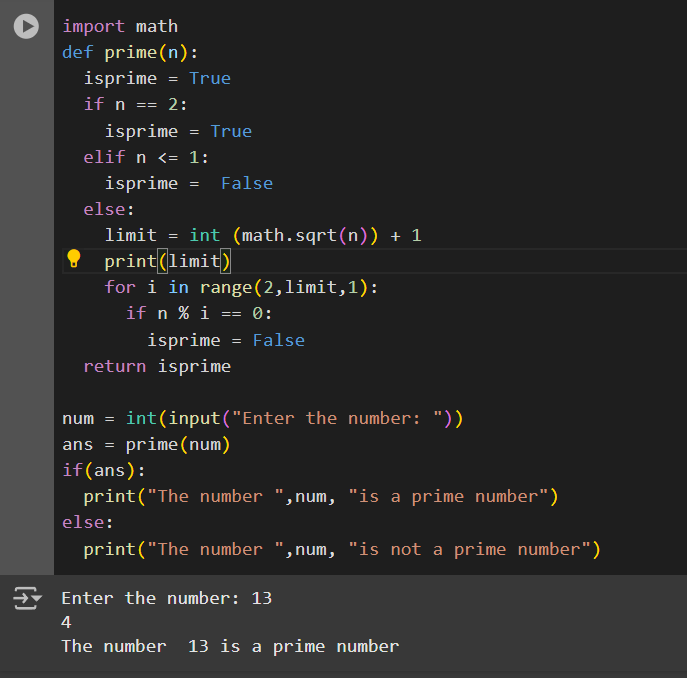 import math
def prime(n):
  isprime = True
  if n == 2:
    isprime = True
  elif n <= 1:
    isprime =  False
  else:
    limit = int (math.sqrt(n)) + 1
    print(limit)
    for i in range(2,limit,1):
      if n % i == 0:
        isprime = False
  return isprime

num = int(input("Enter the number: "))
ans = prime(num)
if(ans):
  print("The number ",num, "is a prime number")
else:
  print("The number ",num, "is not a prime number")
Enter the number: 13
4
The number  13 is a prime number